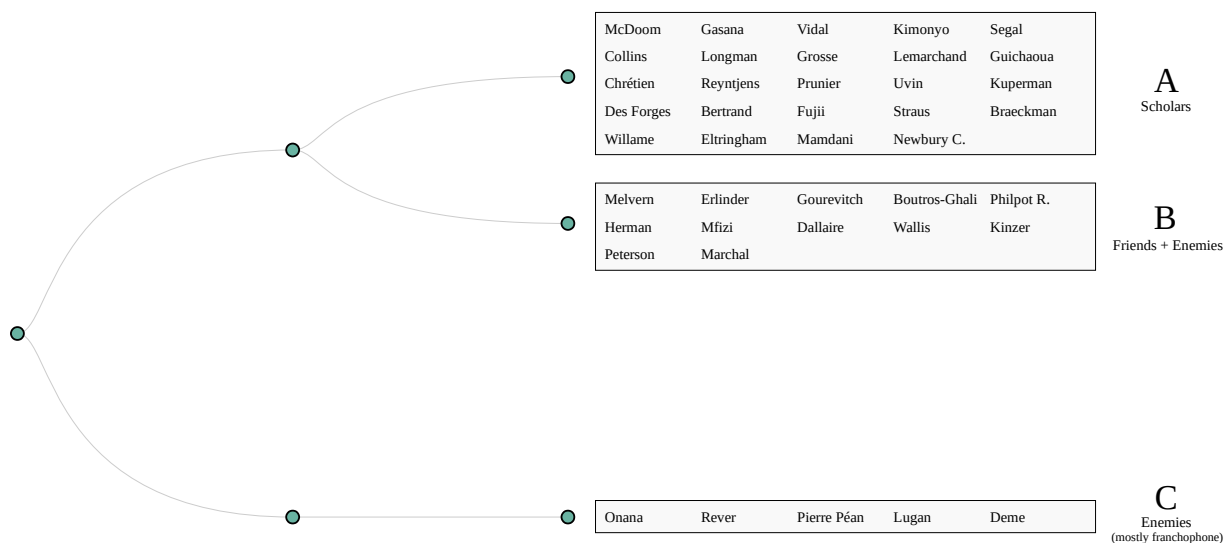 McDoom Gasana Vidal Kimonyo Segal
Collins Longman Grosse Lemarchand Guichaoua
Chrétien Reyntjens Prunier Uvin Kuperman
Des Forges Bertrand Fujii Straus Braeckman
Willame Eltringham Mamdani Newbury C.
A
Scholars
Melvern Erlinder Gourevitch Boutros-Ghali Philpot R.
Herman Mfizi Dallaire Wallis Kinzer
Peterson Marchal
B
Friends + Enemies
Onana Rever Pierre Péan Lugan Deme
C
Enemies
(mostly franchophone)